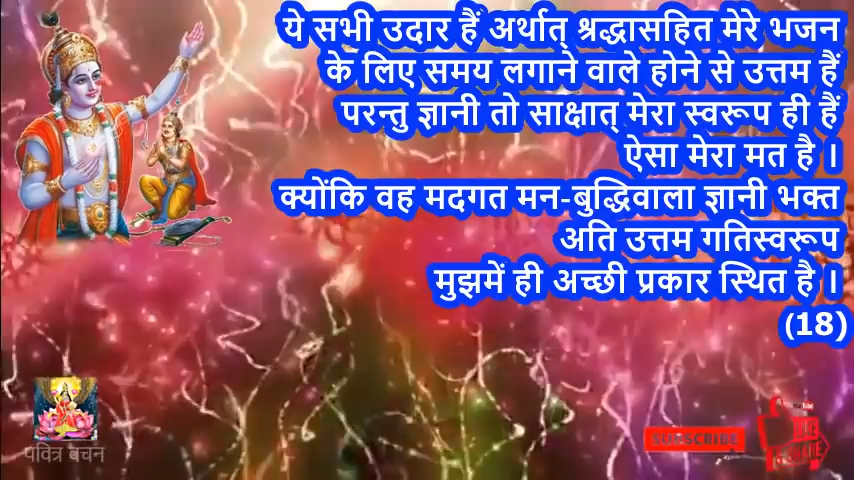 ये सभी उदार हैं अर्थात् श्रद्धासहित मेरे भजन
के लिए समय लगाने वाले होने से उत्तम हैं
परन्तु ज्ञानी तो साक्षात् मेरा स्वरूप ही हैं
ऐसा मेरा मत है ।
क्योंकि वह मदगत मन-बुद्धिवाला ज्ञानी भक्त
अति उत्तम गतिस्वरूप
मुझमें ही अच्छी प्रकार स्थित है ।
(18)
पवित्र बचन
SUBSCRIBE